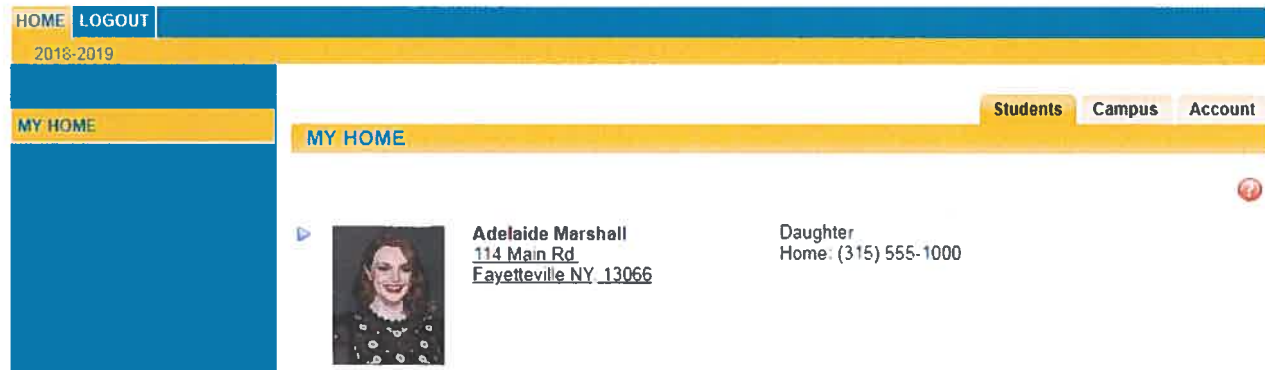 HOME LOGOUT
2018-2019
MY HOME
Students Campus Account
MY HOME
?
Adelaide Marshall
114 Main Rd
Fayetteville NY 13066
Daughter
Home: (315) 555-1000